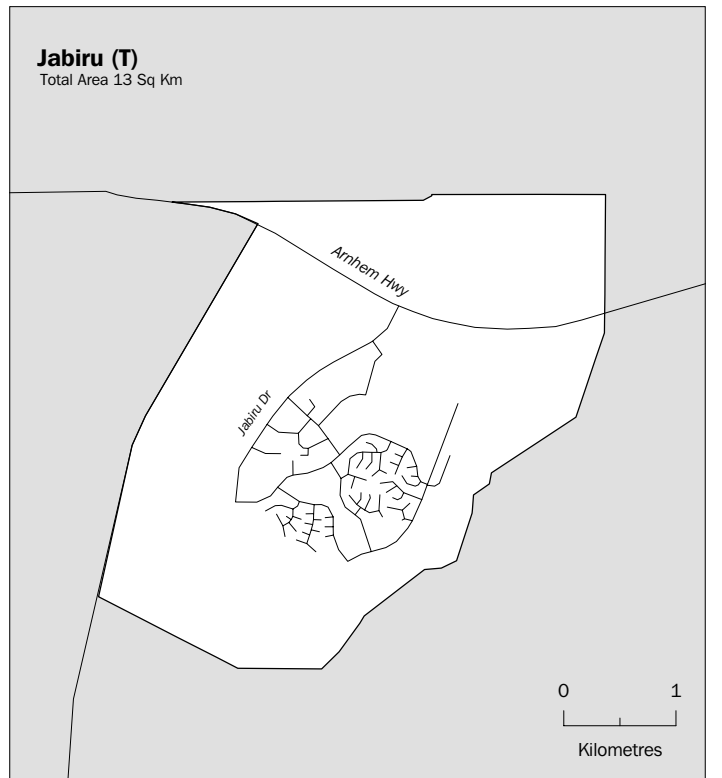 Jabiru (T)
Total Area 13 Sq Km
Arnhem Hwy
Jabiru Dr
0 1
Kilometres